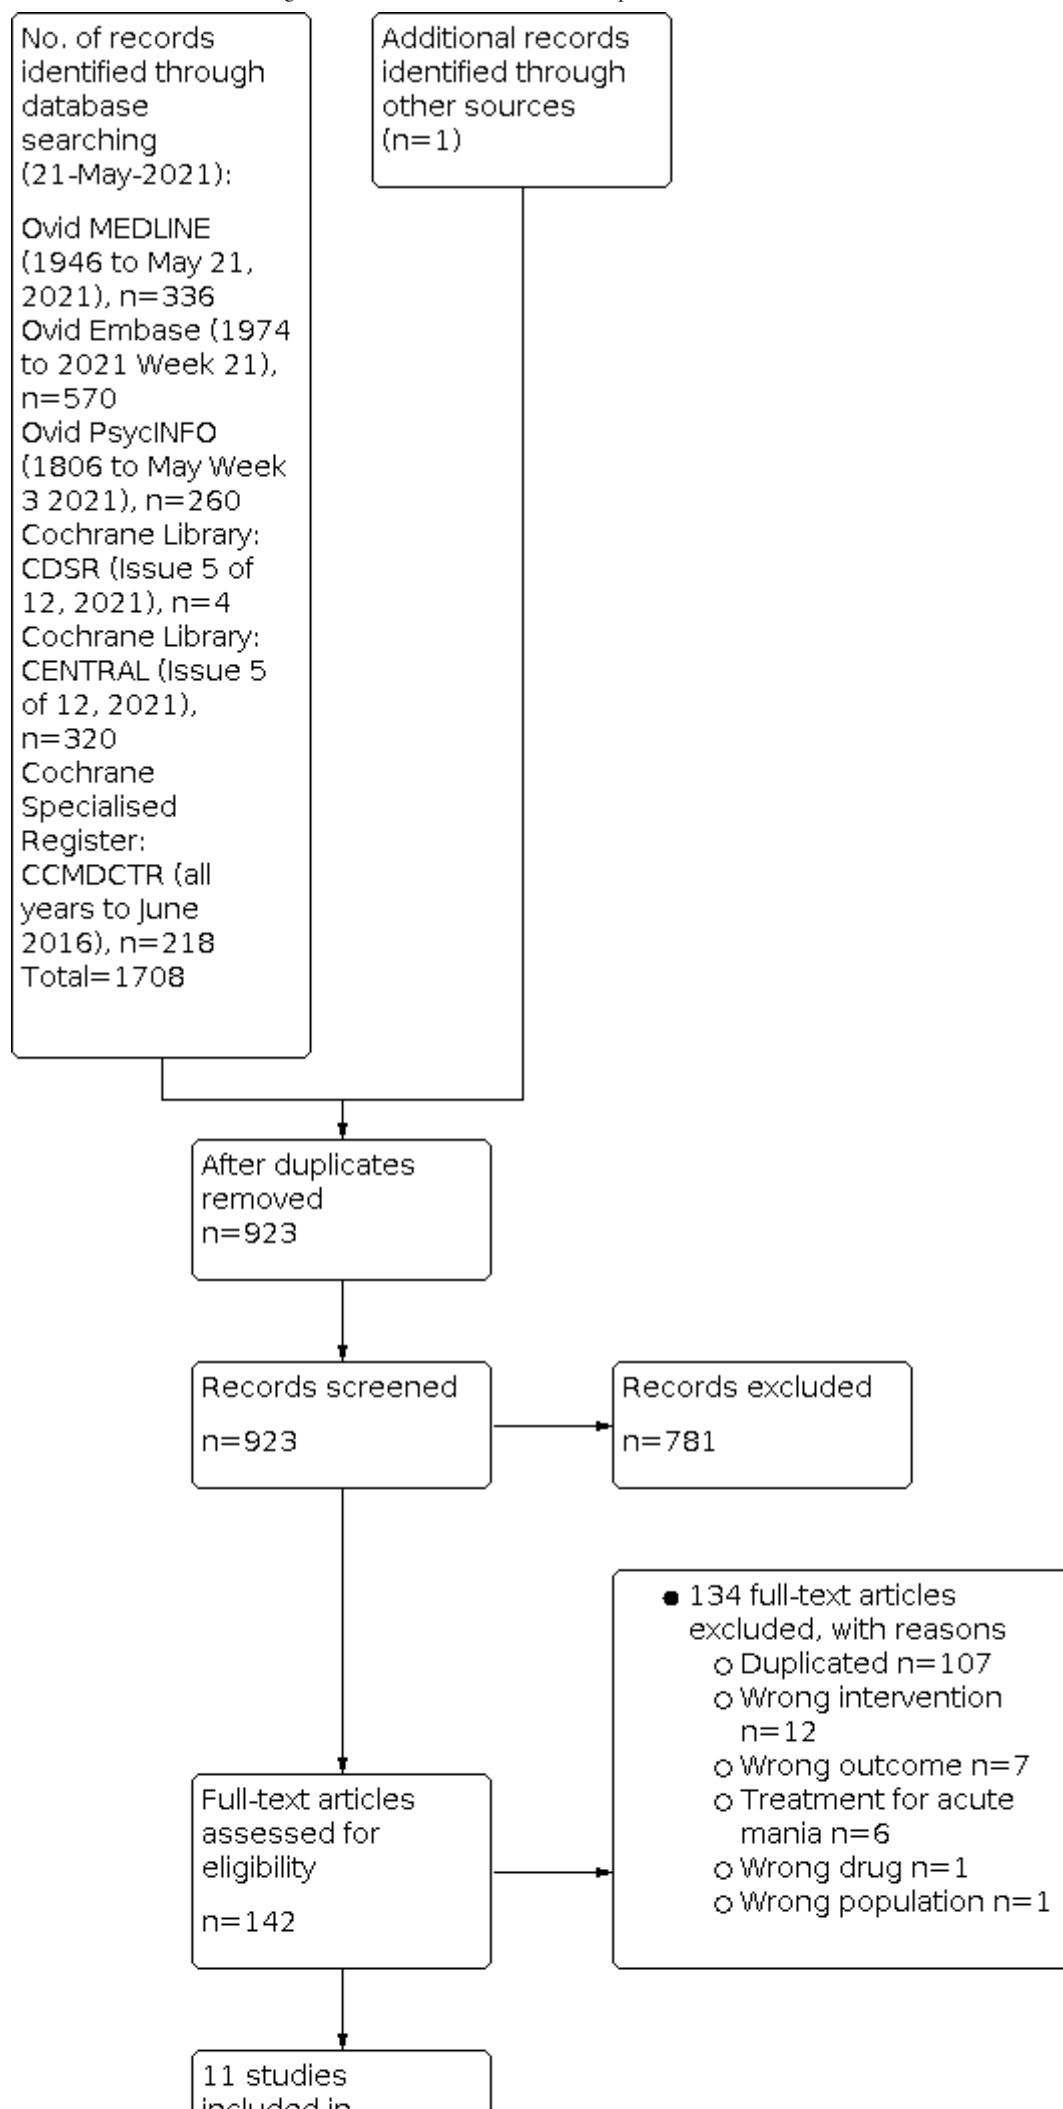 No. of records
identified through
database
searching
(21-May-2021):
Ovid MEDLINE
(1946 to May 21,
2021), n=336
Ovid Embase (1974
to 2021 Week 21),
n=570
Ovid PsycINFO
(1806 to May Week
3 2021), n=260
Cochrane Library:
CDSR (Issue 5 of
12, 2021), n=4
Cochrane Library:
CENTRAL (Issue 5
of 12, 2021),
n=320
Cochrane
Specialised
Register:
CCMDCTR (all
years to June
2016), n=218
Total=1708
Additional records
identified through
other sources
(n=1)
After duplicates
removed
n=923
Records screened
n=923
Records excluded
n=781
134 full-text articles
excluded, with reasons
Duplicated n=107
Wrong intervention
n=12
Wrong outcome n=7
Treatment for acute
mania n=6
Wrong drug n=1
Wrong population n=1
Full-text articles
assessed for
eligibility
n=142
11 studies
included in